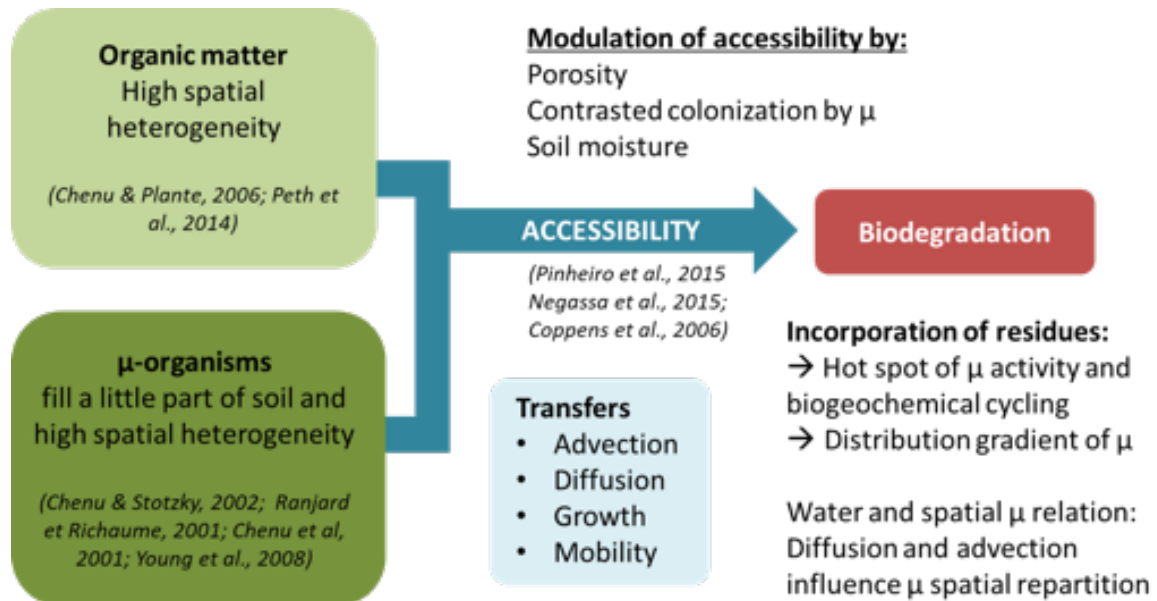 Organic matter
High spatial
heterogeneity
(Chenu & Plante, 2006; Peth et
al., 2014)
μ-organisms
fill a little part of soil and
high spatial heterogeneity
(Chenu & Stotzky, 2002; Ranjard
et Richaume, 2001; Chenu et al,
2001; Young et al., 2008)
Modulation of accessibility by:
Porosity
Contrasted colonization by μ
Soil moisture
ACCESSIBILITY
(Pinheiro et al., 2015
Negassa et al., 2015;
Coppens et al., 2006)
Transfers
• Advection
• Diffusion
• Growth
• Mobility
Biodegradation
Incorporation of residues:
→ Hot spot of μ activity and
biogeochemical cycling
→ Distribution gradient of μ
Water and spatial μ relation:
Diffusion and advection
influence μ spatial repartition